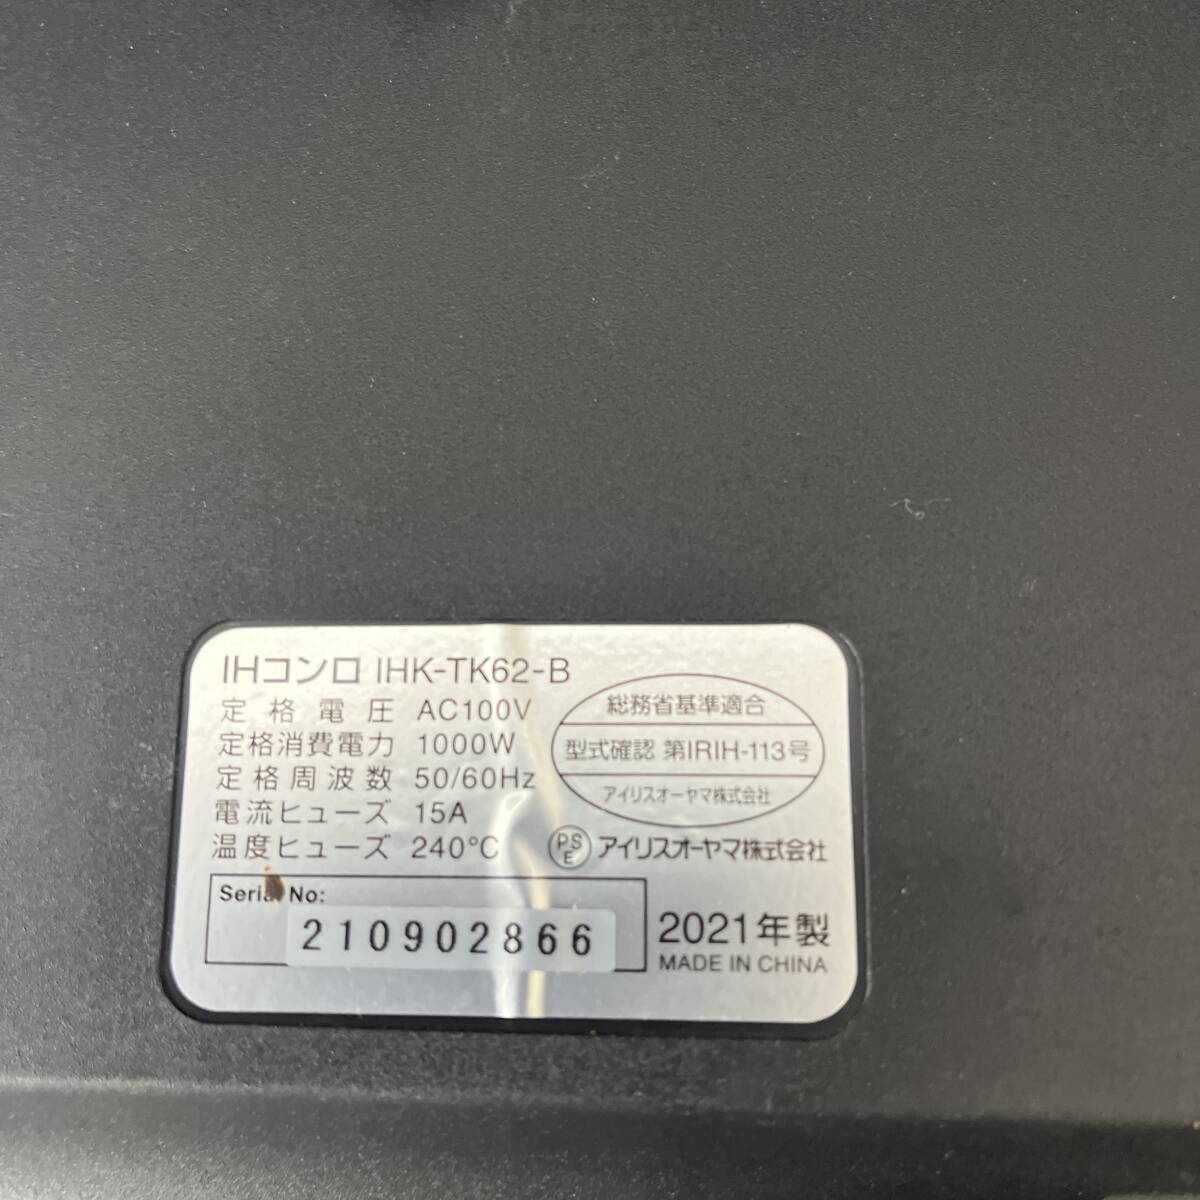 IHコンロ IHK-TK62-B
定格電圧 AC100V
定格消費電力 1000W
定格周波数 50/60Hz
電流ヒューズ 15A
温度ヒューズ 240℃
総務省基準適合
型式確認 第IRIH-113号
アイリスオーヤマ株式会社
PSE アイリスオーヤマ株式会社
Serial No:
210902866
2021年製
MADE IN CHINA